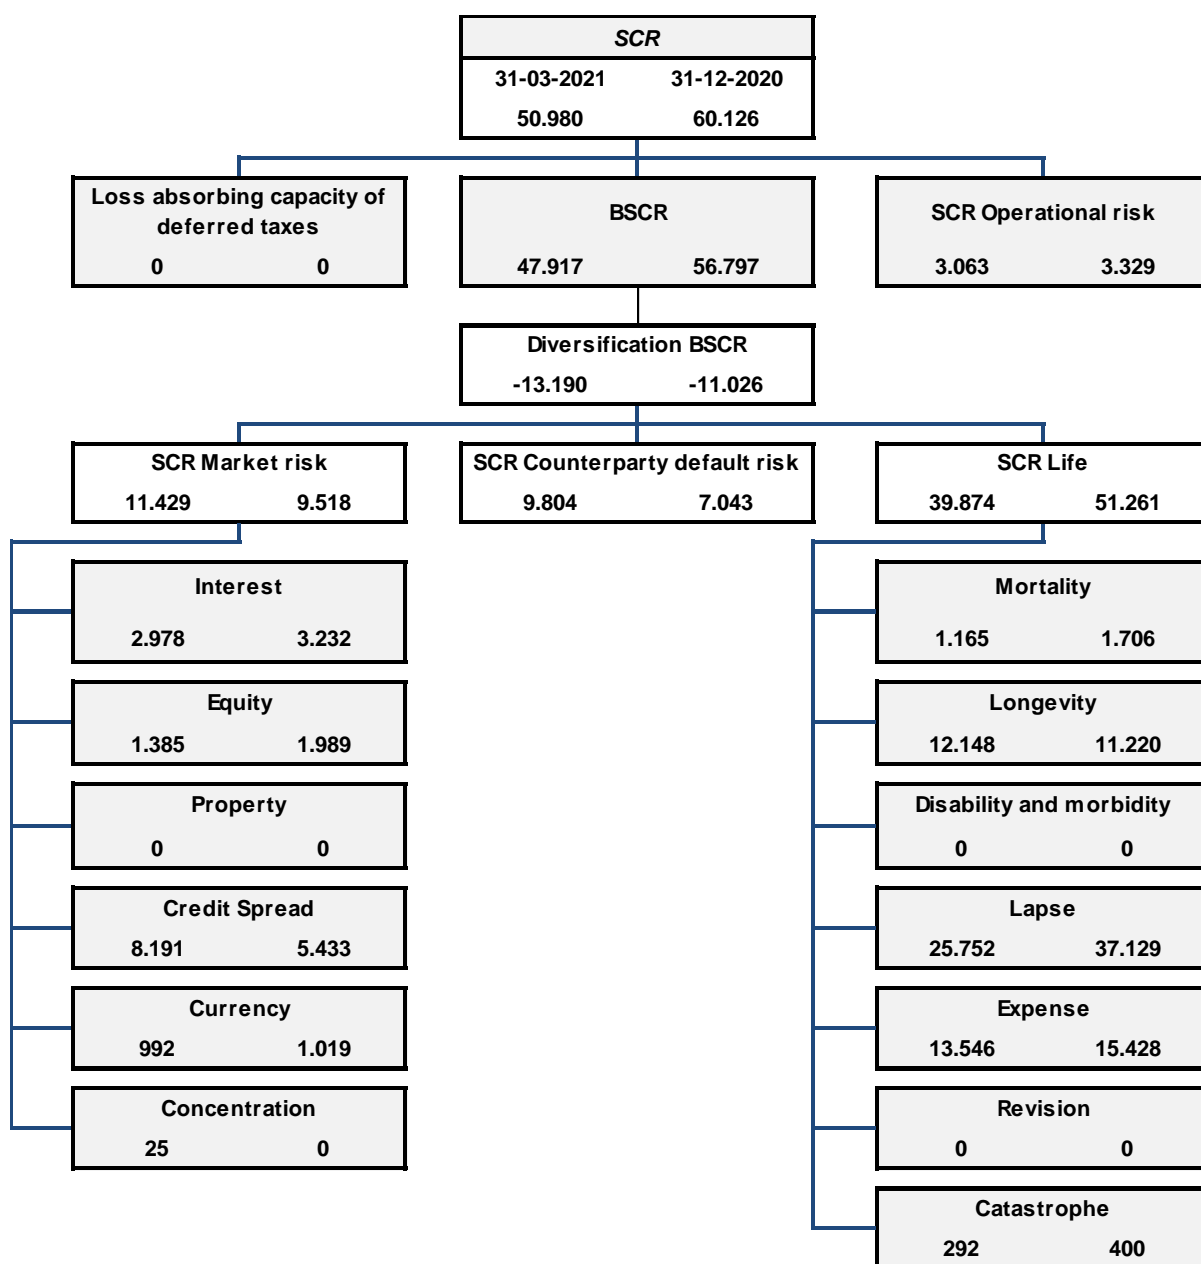 SCR
31-03-2021 31-12-2020
50.980 60.126
Loss absorbing capacity of
deferred taxes
0 0
BSCR
47.917 56.797
SCR Operational risk
3.063 3.329
Diversification BSCR
-13.190 -11.026
SCR Market risk
11.429 9.518
SCR Counterparty default risk
9.804 7.043
SCR Life
39.874 51.261
Interest
2.978 3.232
Equity
1.385 1.989
Property
0 0
Credit Spread
8.191 5.433
Currency
992 1.019
Concentration
25 0
Mortality
1.165 1.706
Longevity
12.148 11.220
Disability and morbidity
0 0
Lapse
25.752 37.129
Expense
13.546 15.428
Revision
0 0
Catastrophe
292 400